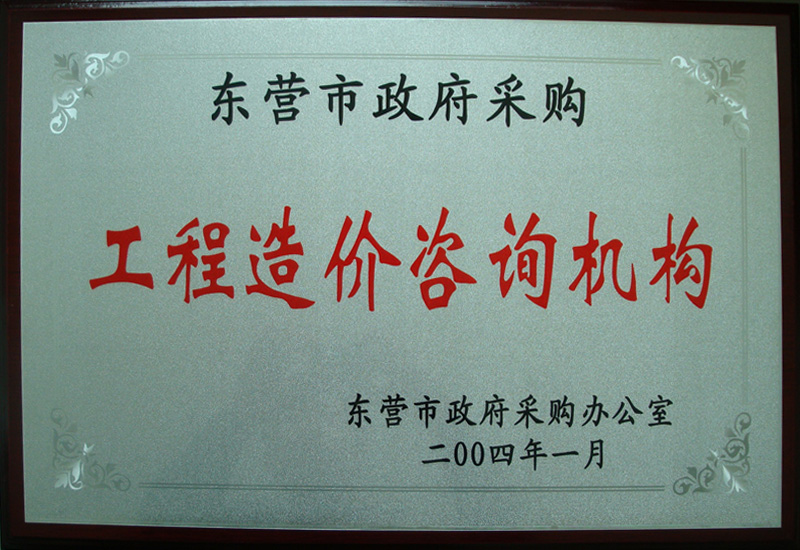 东营市政府采购
工程造价咨询机构
东营市政府采购办公室
二00四年一月